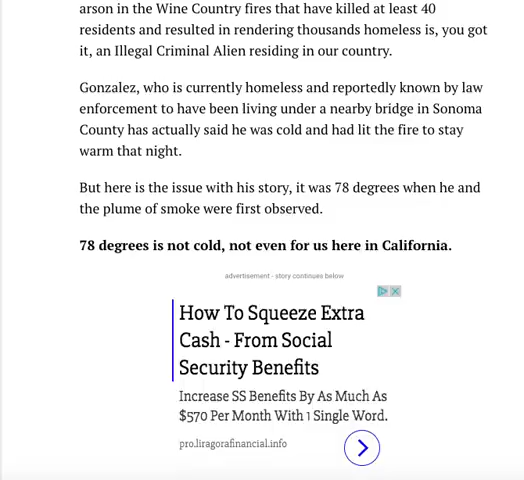 arson in the Wine Country fires that have killed at least 40
residents and resulted in rendering thousands homeless is, you got
it, an Illegal Criminal Alien residing in our country.
Gonzalez, who is currently homeless and reportedly known by law
enforcement to have been living under a nearby bridge in Sonoma
County has actually said he was cold and had lit the fire to stay
warm that night.
But here is the issue with his story, it was 78 degrees when he and
the plume of smoke were first observed.
78 degrees is not cold, not even for us here in California.
advertisement - story continues below
How To Squeeze Extra
Cash - From Social
Security Benefits
Increase SS Benefits By As Much As
$570 Per Month With 1 Single Word.
pro.liragorafinancial.info